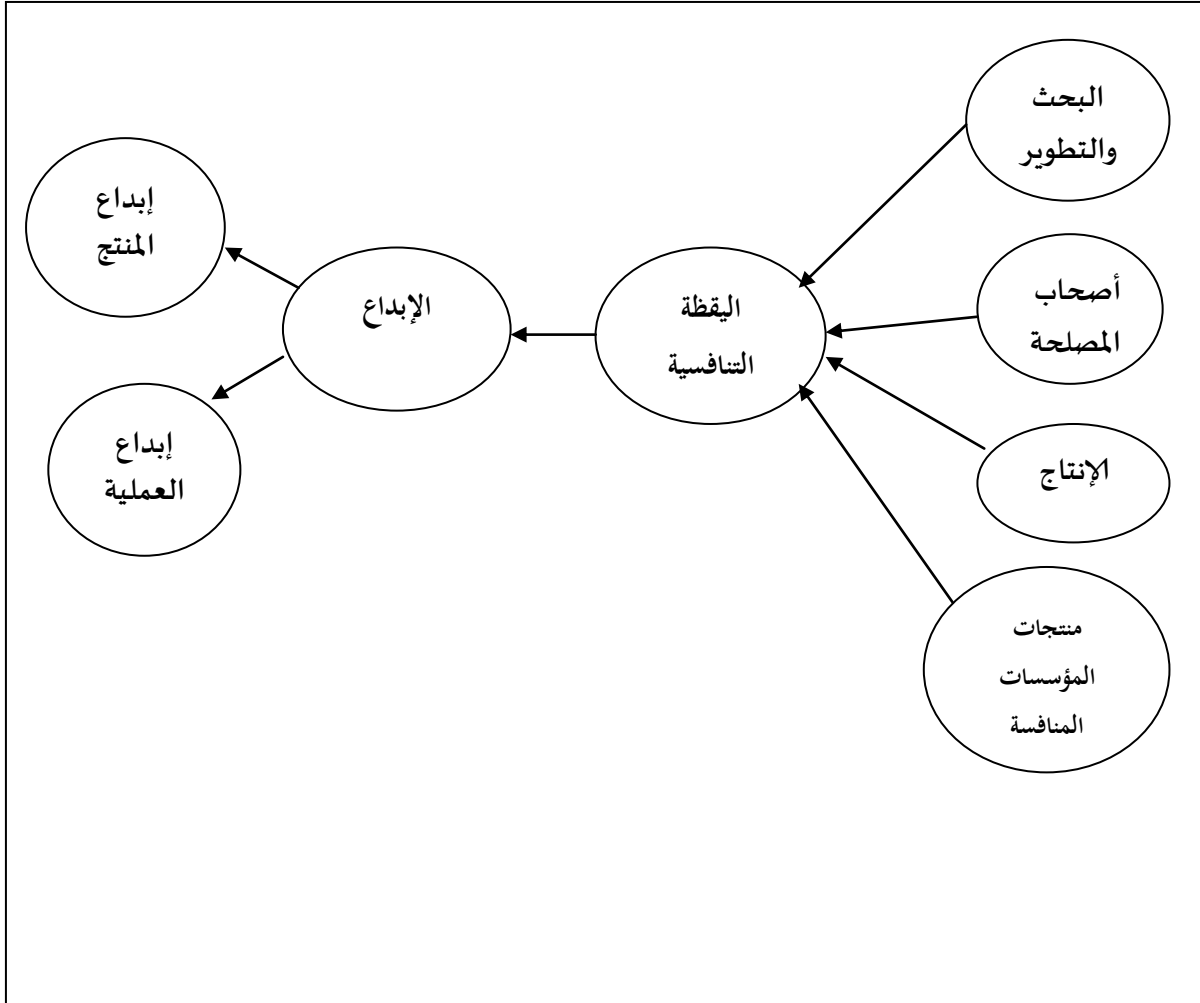 البحث
والتطوير
أصحاب
المصلحة
الإنتاج
منتجات
المؤسسات
المنافسة
اليقظة
التنافسية
الإبداع
إبداع
المنتج
إبداع
العملية